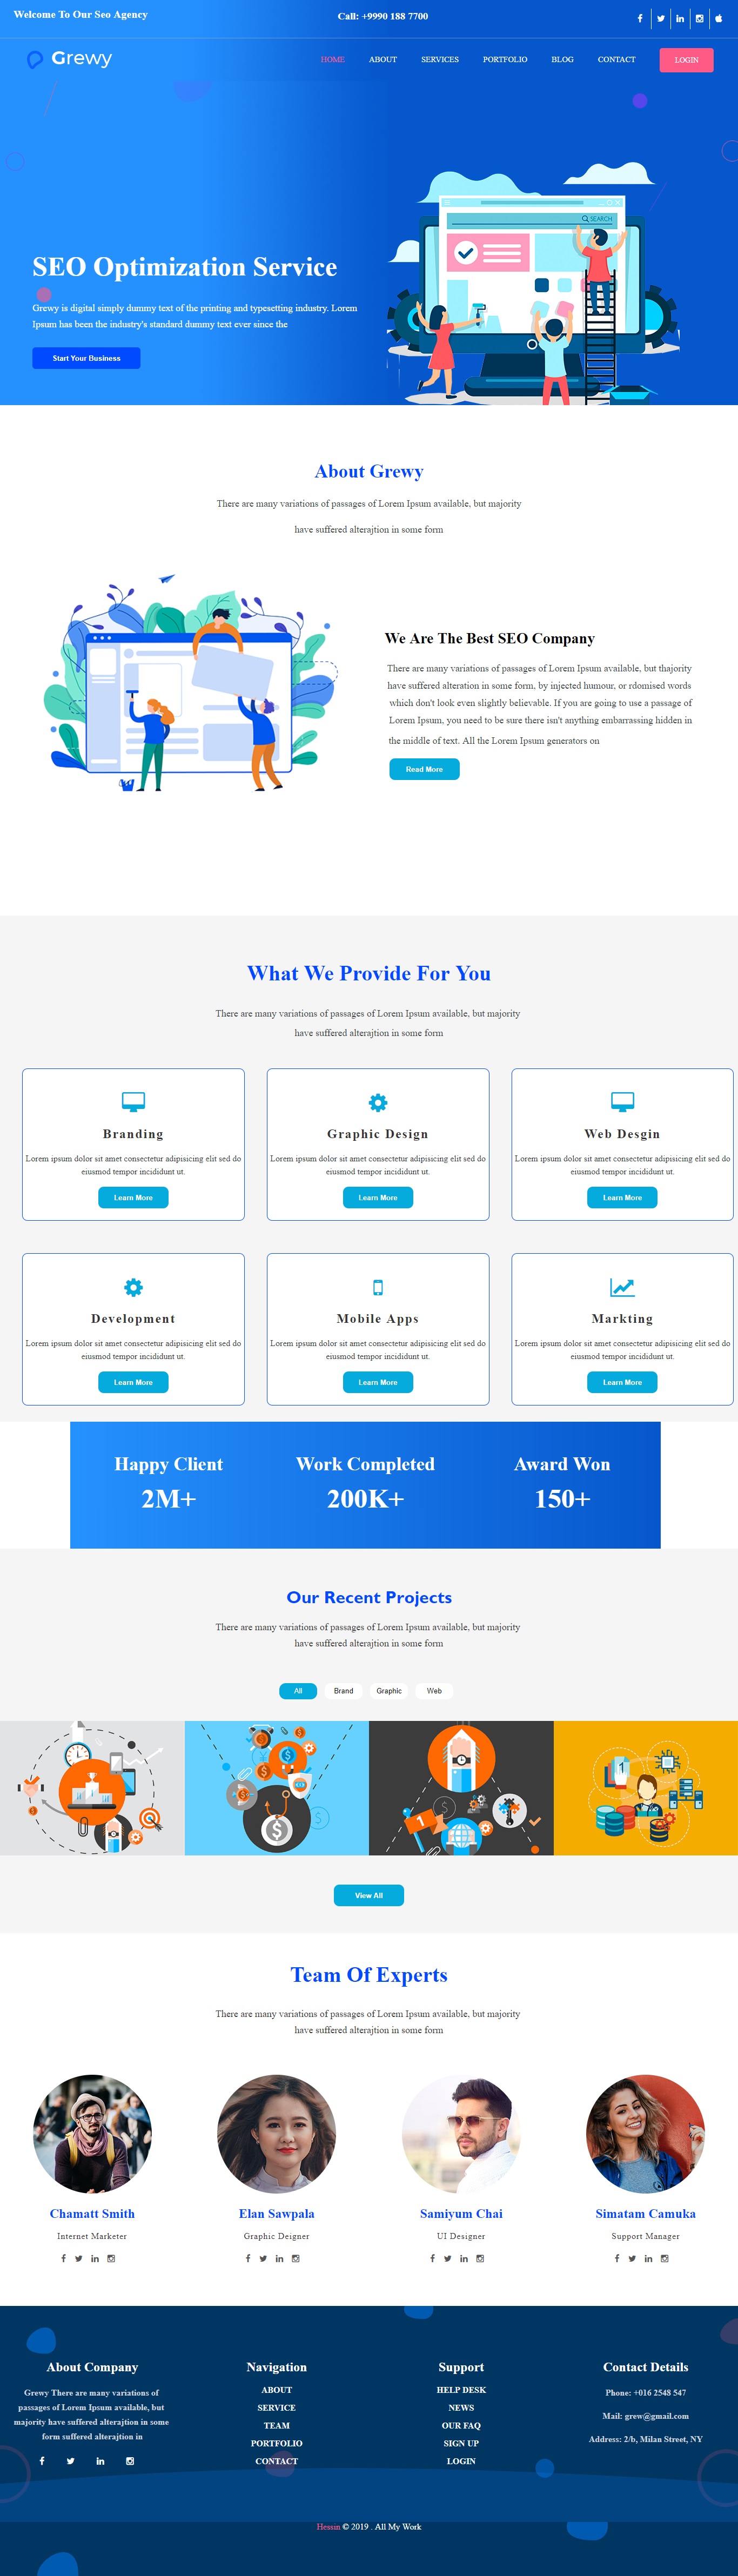 Welcome To Our Seo Agency
Call: +9990 188 7700
Grewy
HOME ABOUT SERVICES PORTFOLIO BLOG CONTACT LOGIN
SEARCH
SEO Optimization Service
Grewy is digital simply dummy text of the printing and typesetting industry. Lorem
Ipsum has been the industry's standard dummy text ever since the
Start Your Business
About Grewy
There are many variations of passages of Lorem Ipsum available, but majority
have suffered alterajtion in some form
We Are The Best SEO Company
There are many variations of passages of Lorem Ipsum available, but thajority
have suffered alteration in some form, by injected humour, or rdomised words
which don't look even slightly believable. If you are going to use a passage of
Lorem Ipsum, you need to be sure there isn't anything embarrassing hidden in
the middle of text. All the Lorem Ipsum generators on
Read More
What We Provide For You
There are many variations of passages of Lorem Ipsum available, but majority
have suffered alterajtion in some form
Branding
Lorem ipsum dolor sit amet consectetur adipisicing elit sed do
eiusmod tempor incididunt ut.
Learn More
Graphic Design
Lorem ipsum dolor sit amet consectetur adipisicing elit sed do
eiusmod tempor incididunt ut.
Learn More
Web Desgin
Lorem ipsum dolor sit amet consectetur adipisicing elit sed do
eiusmod tempor incididunt ut.
Learn More
Development
Lorem ipsum dolor sit amet consectetur adipisicing elit sed do
eiusmod tempor incididunt ut.
Learn More
Mobile Apps
Lorem ipsum dolor sit amet consectetur adipisicing elit sed do
eiusmod tempor incididunt ut.
Learn More
Markting
Lorem ipsum dolor sit amet consectetur adipisicing elit sed do
eiusmod tempor incididunt ut.
Learn More
Happy Client
2M+
Work Completed
200K+
Award Won
150+
Our Recent Projects
There are many variations of passages of Lorem Ipsum available, but majority
have suffered alterajtion in some form
All Brand Graphic Web
1
1
View All
Team Of Experts
There are many variations of passages of Lorem Ipsum available, but majority
have suffered alterajtion in some form
Chamatt Smith
Internet Marketer
Elan Sawpala
Graphic Deigner
Samiyum Chai
UI Designer
Simatam Camuka
Support Manager
About Company
Grewy There are many variations of
passages of Lorem Ipsum available, but
majority have suffered alterajtion in some
form suffered alterajtion in
Navigation
ABOUT
SERVICE
TEAM
PORTFOLIO
CONTACT
Support
HELP DESK
NEWS
OUR FAQ
SIGN UP
LOGIN
Contact Details
Phone: +016 2548 547
Mail: grew@gmail.com
Address: 2/b, Milan Street, NY
Hessin © 2019 . All My Work